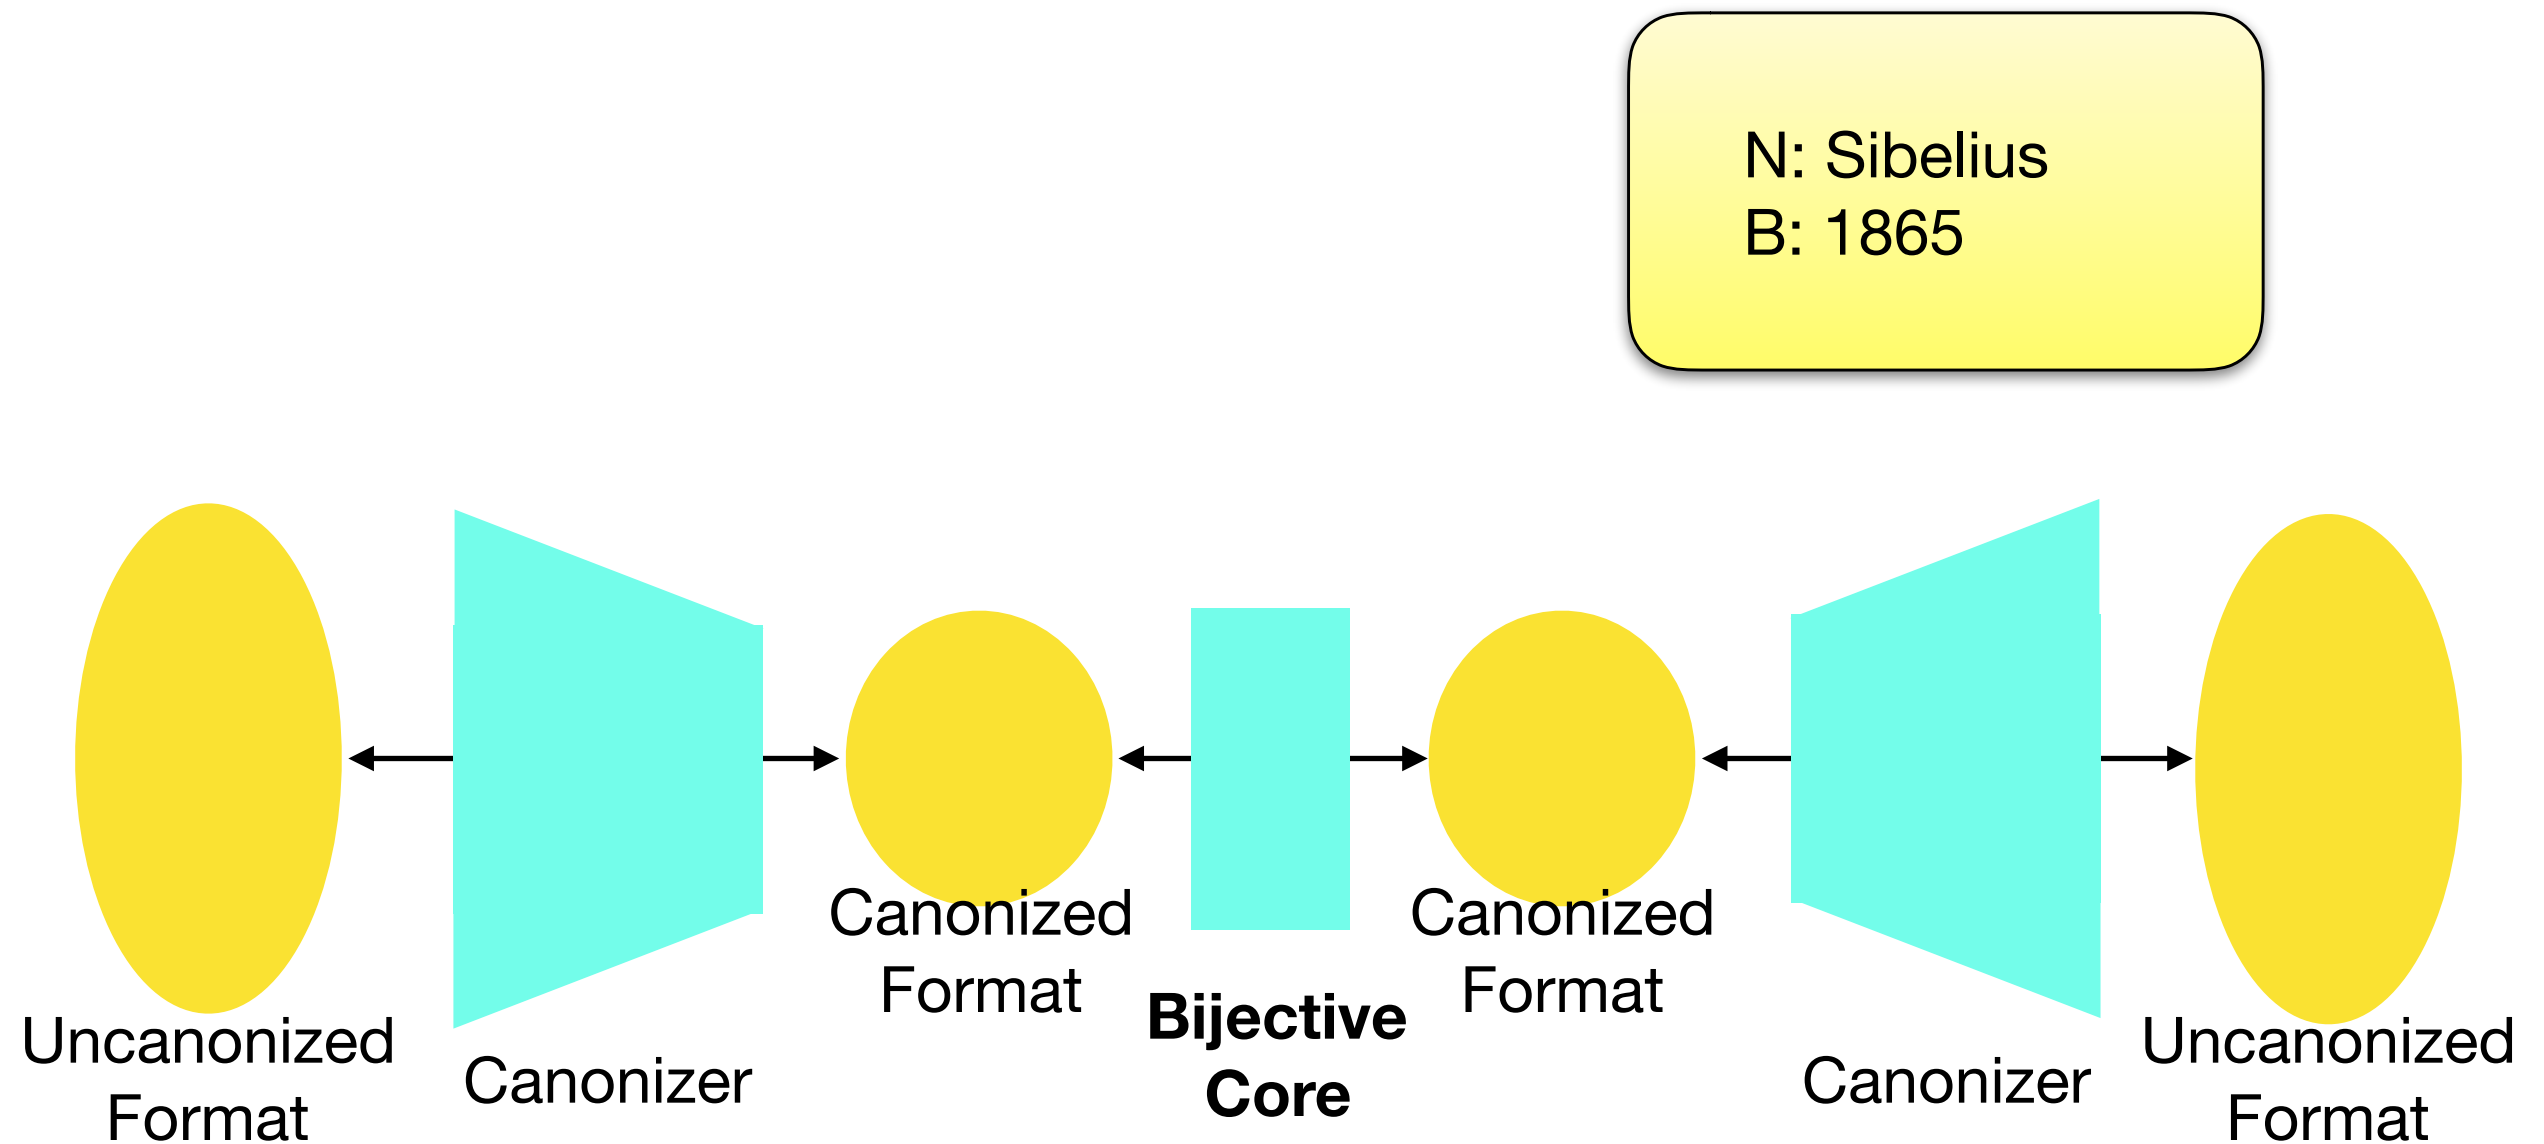 N: Sibelius
B: 1865
Uncanonized
Format
Canonizer
Canonized
Format
Bijective
Core
Canonized
Format
Canonizer
Uncanonized
Format